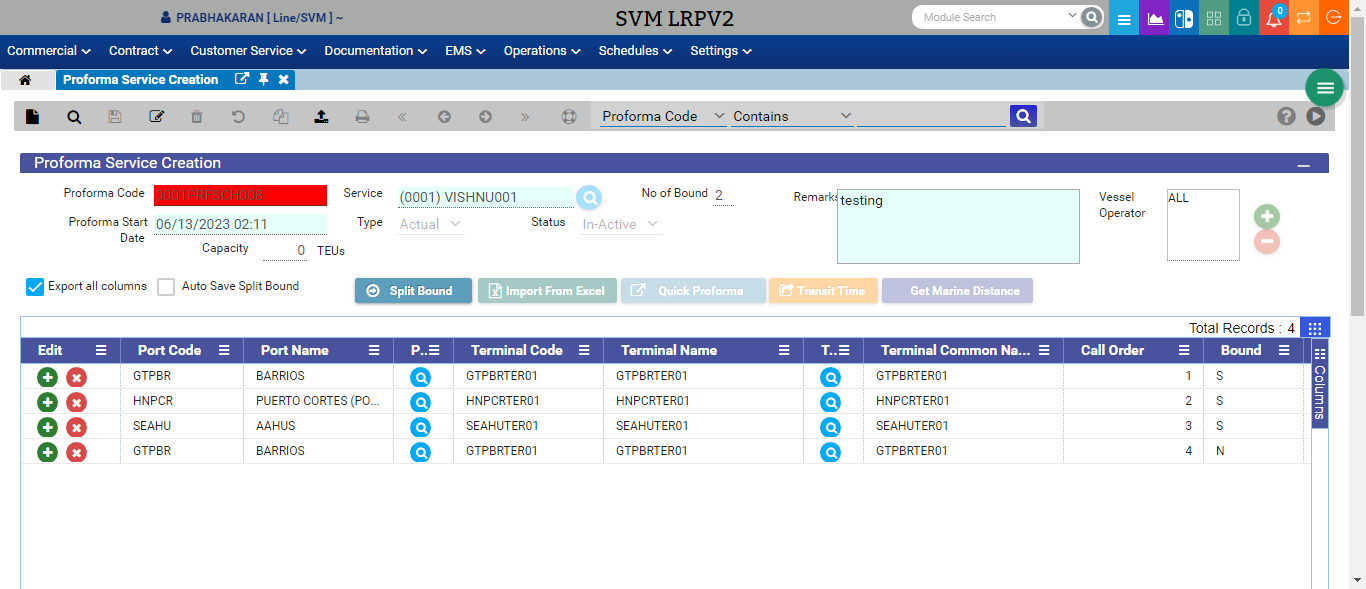 PRABHAKARAN [ Line/SVM ] ~
SVM LRPV2
Module Search
0
Commercial Contract Customer Service Documentation EMS Operations Schedules Settings
Proforma Service Creation
Proforma Code Contains
Proforma Service Creation
Proforma Code 0001PRFSCH008 Service (0001) VISHNU001 No of Bound 2 Remarks testing Vessel Operator ALL
Proforma Start Date 06/13/2023 02:11 Type Actual Status In-Active
Capacity 0 TEUs
Export all columns Auto Save Split Bound Split Bound Import From Excel Quick Proforma Transit Time Get Marine Distance
Total Records : 4
Edit Port Code Port Name P.. Terminal Code Terminal Name T.. Terminal Common Na... Call Order Bound
GTPBR BARRIOS GTPBRTER01 GTPBRTER01 GTPBRTER01 1 S
HNPCR PUERTO CORTES (PO... HNPCRTER01 HNPCRTER01 HNPCRTER01 2 S
SEAHU AAHUS SEAHUTER01 SEAHUTER01 SEAHUTER01 3 S
GTPBR BARRIOS GTPBRTER01 GTPBRTER01 GTPBRTER01 4 N
Columns